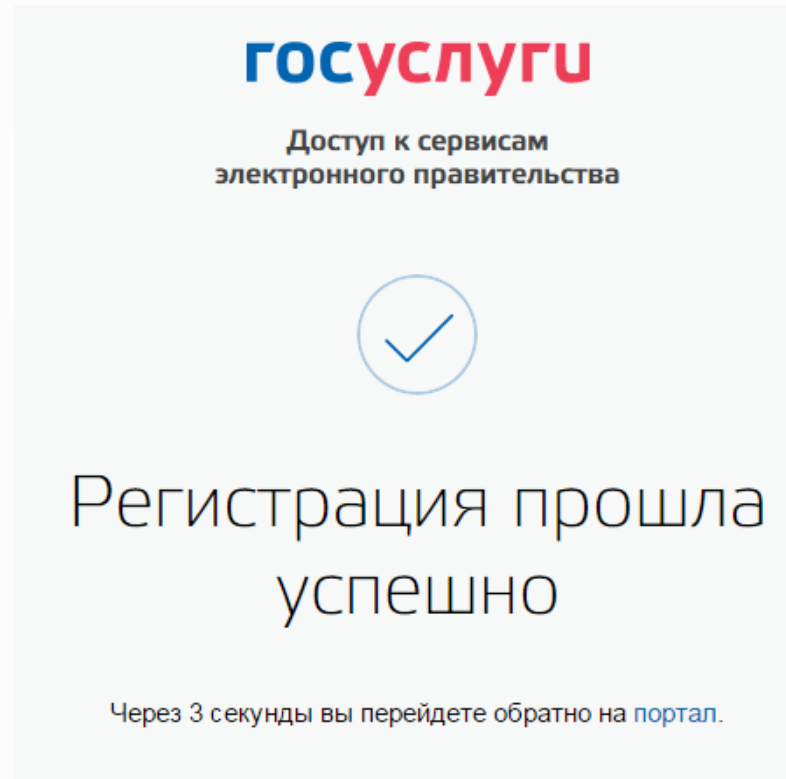 госуслуги
Доступ к сервисам
электронного правительства
Регистрация прошла
успешно
Через 3 секунды вы перейдете обратно на портал.